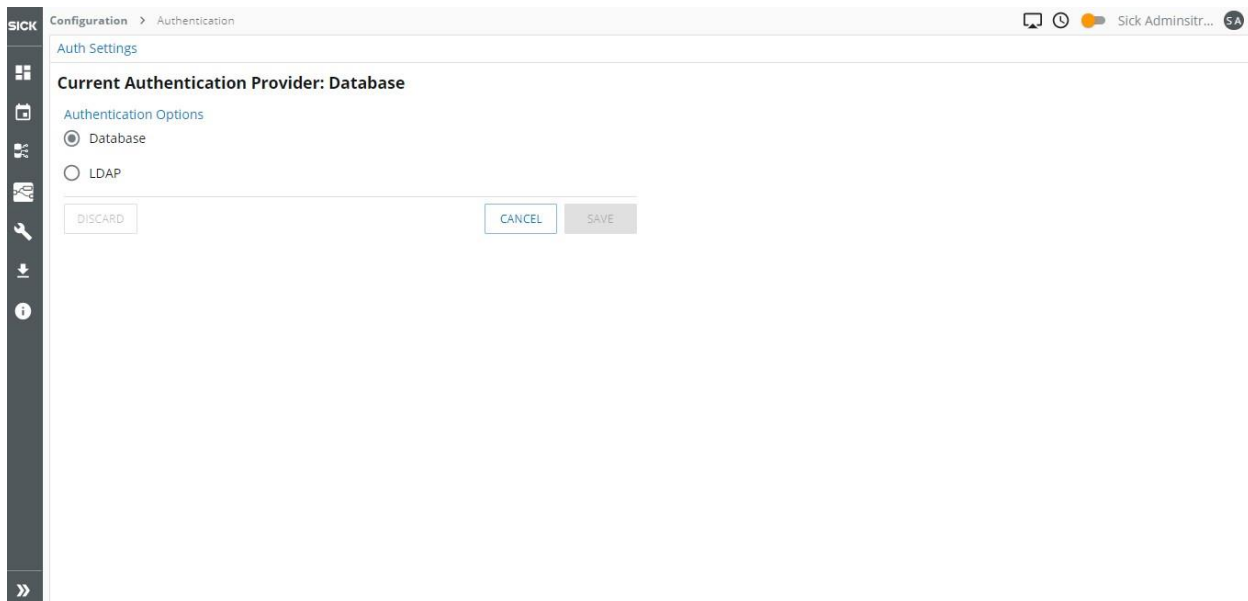 SICK
Configuration > Authentication
Sick Adminsitr... SA
Auth Settings
Current Authentication Provider: Database
Authentication Options
Database
LDAP
DISCARD CANCEL SAVE